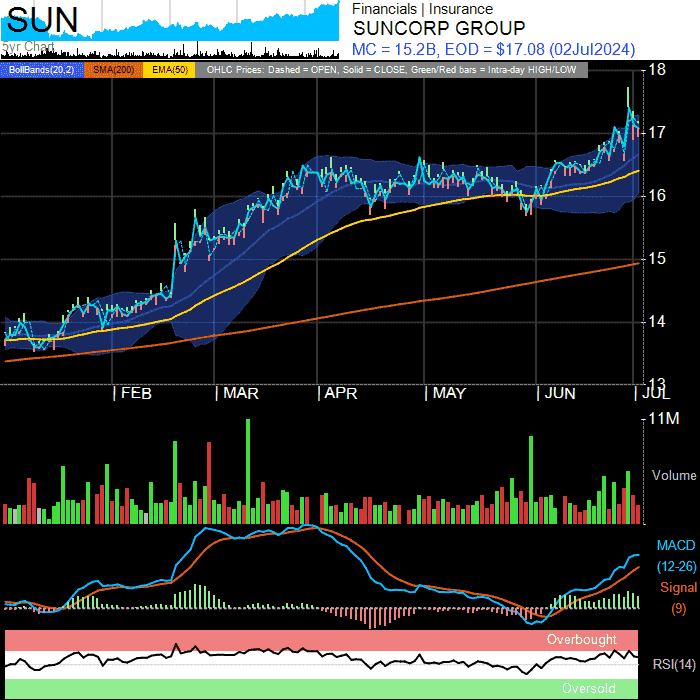 SUN
5yr Chart
Financials | Insurance
SUNCORP GROUP
MC = 15.2B, EOD = $17.08 (02Jul2024)
BollBands(20,2) SMA(200) EMA(50) OHLC Prices: Dashed = OPEN, Solid = CLOSE, Green/Red bars = Intra-day HIGH/LOW
18
17
16
15
14
13
FEB MAR APR MAY JUN JUL
11M
Volume
MACD
(12-26)
Signal
(9)
Overbought
RSI(14)
Oversold